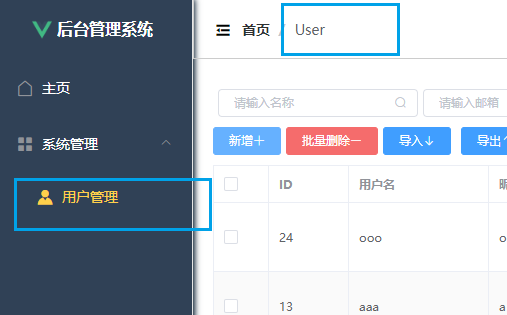 后台管理系统
首页 / User
主页
请输入名称 请输入邮箱
新增+ 批量删除− 导入↓ 导出
系统管理
ID 用户名
用户管理
24 ooo
13 aaa